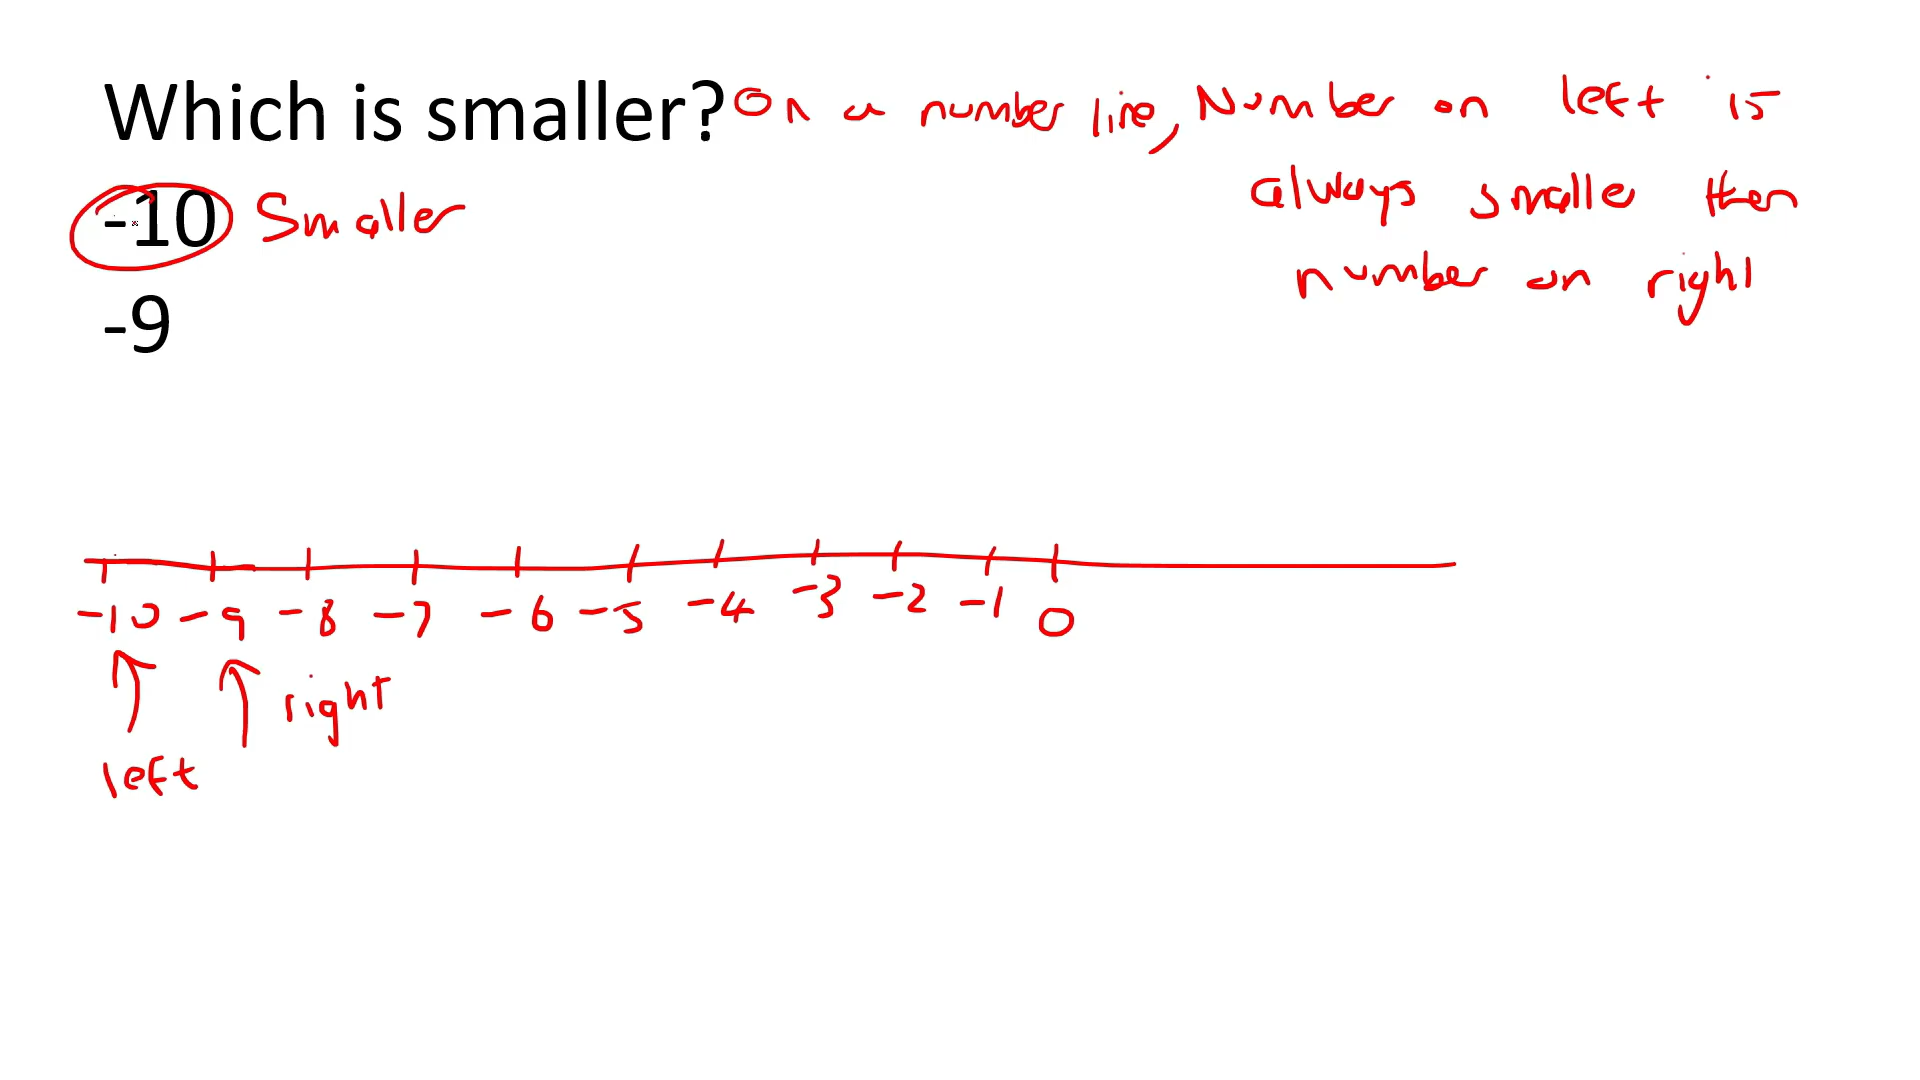 Which is smaller? On a number line, Number on left is
always smaller then
number on right
-10 Smaller
-9
-10 -9 -8 -7 -6 -5 -4 -3 -2 -1 0
right
left